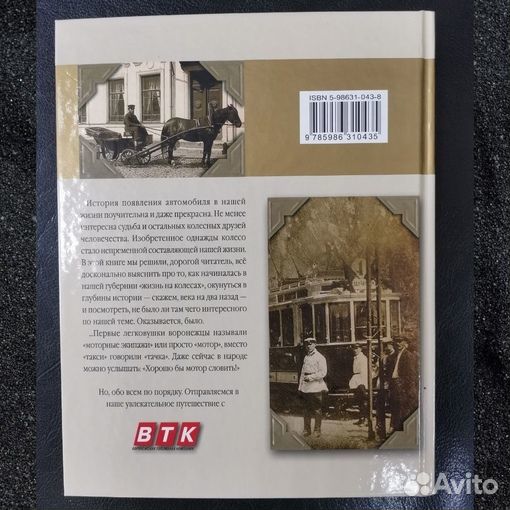 ISBN 5-98631-043-8
9 785986 310435
История появления автомобиля в нашей
жизни поучительна и даже прекрасна. Не менее
интересна судьба и остальных колесных друзей
человечества. Изобретенное однажды колесо
стало непременной составляющей нашей жизни.
В этой книге мы решили, дорогой читатель, всё
досконально выяснить про то, как начиналась в
нашей губернии «жизнь на колесах», окунуться в
глубины истории — скажем, века на два назад —
и посмотреть, не было ли там чего интересного
по нашей теме. Оказывается, было.
...Первые легковушки воронежцы называли
«моторные экипажи» или просто «мотор», вместо
«такси» говорили «тачка». Даже сейчас в народе
можно услышать: «Хорошо бы мотор словить!»
Но, обо всем по порядку. Отправляемся в
наше увлекательное путешествие с
ВТК
ВОРОНЕЖСКАЯ ТОПЛИВНАЯ КОМПАНИЯ
Avito